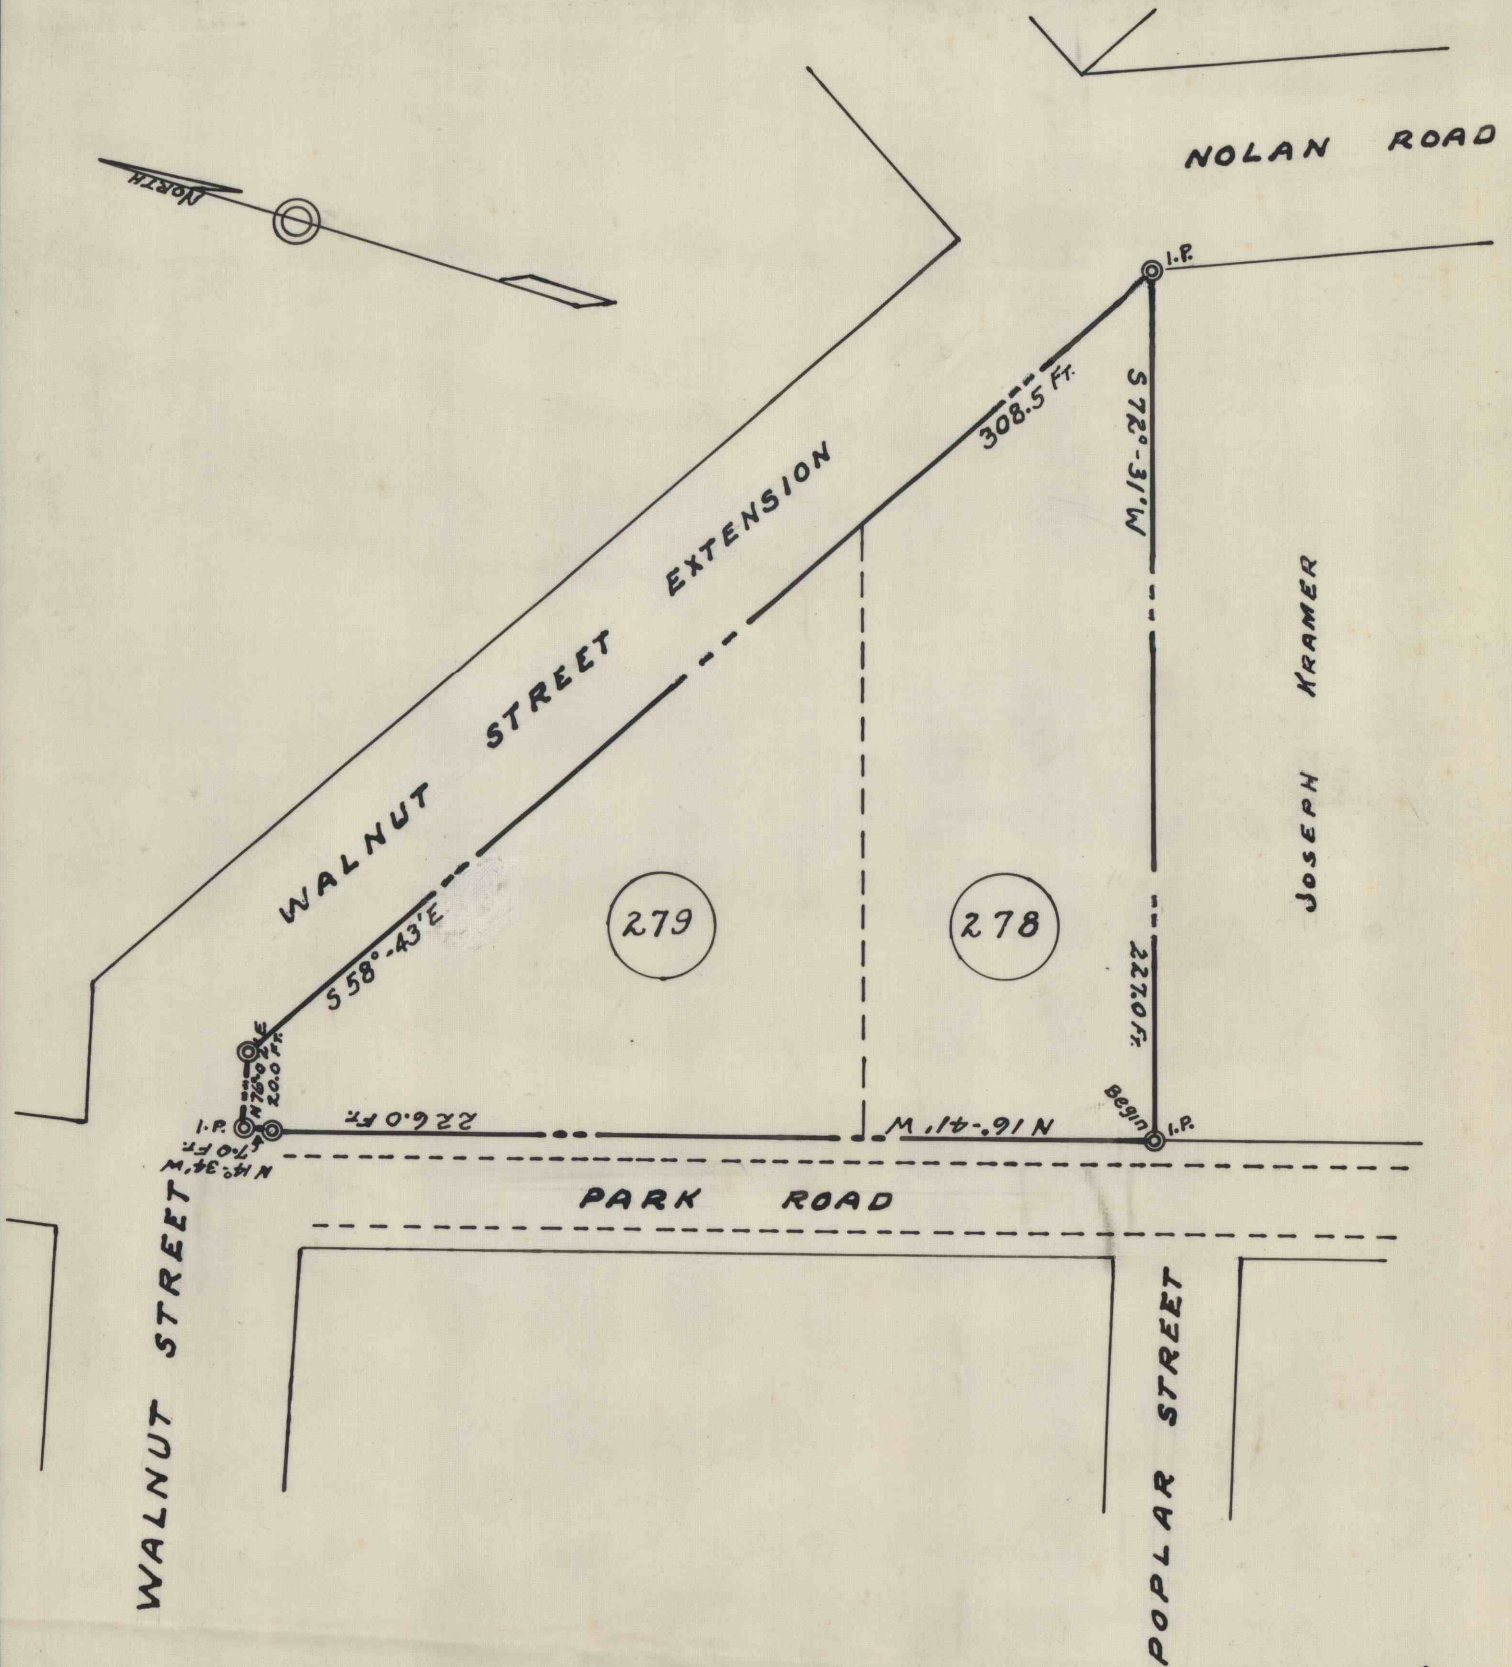 NOLAN ROAD
NORTH
I.P.
308.5 FT.
S 72°-31' W
WALNUT STREET EXTENSION
JOSEPH KRAMER
279
278
S 58°-43' E
227.0 FT.
N 76°02' E
20.0 FT.
I.P.
7.0 FT.
N 14°-34' W
226.0 FT.
N 16°-41' W
Begin
I.P.
PARK ROAD
WALNUT STREET
POPLAR STREET